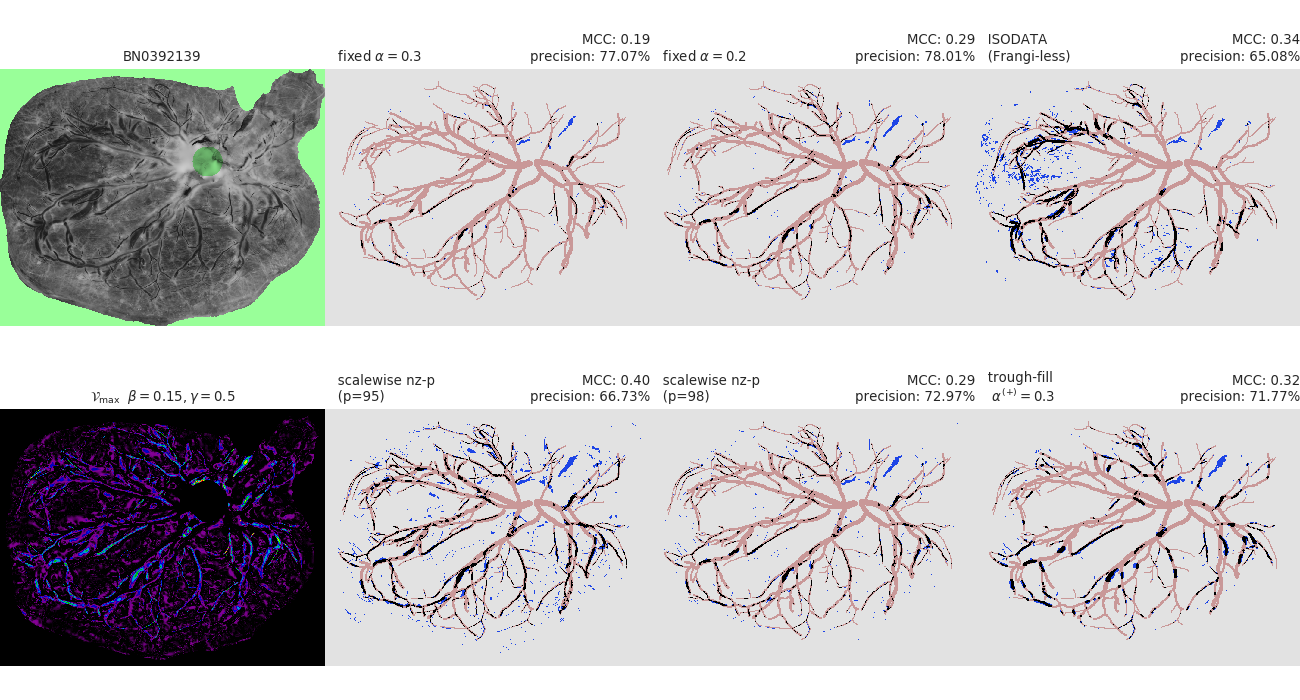 BN0392139
fixed α = 0.3
MCC: 0.19
precision: 77.07%
fixed α = 0.2
MCC: 0.29
precision: 78.01%
ISODATA
(Frangi-less)
MCC: 0.34
precision: 65.08%
𝒱max β = 0.15, γ = 0.5
scalewise nz-p
(p=95)
MCC: 0.40
precision: 66.73%
scalewise nz-p
(p=98)
MCC: 0.29
precision: 72.97%
trough-fill
α(+) = 0.3
MCC: 0.32
precision: 71.77%